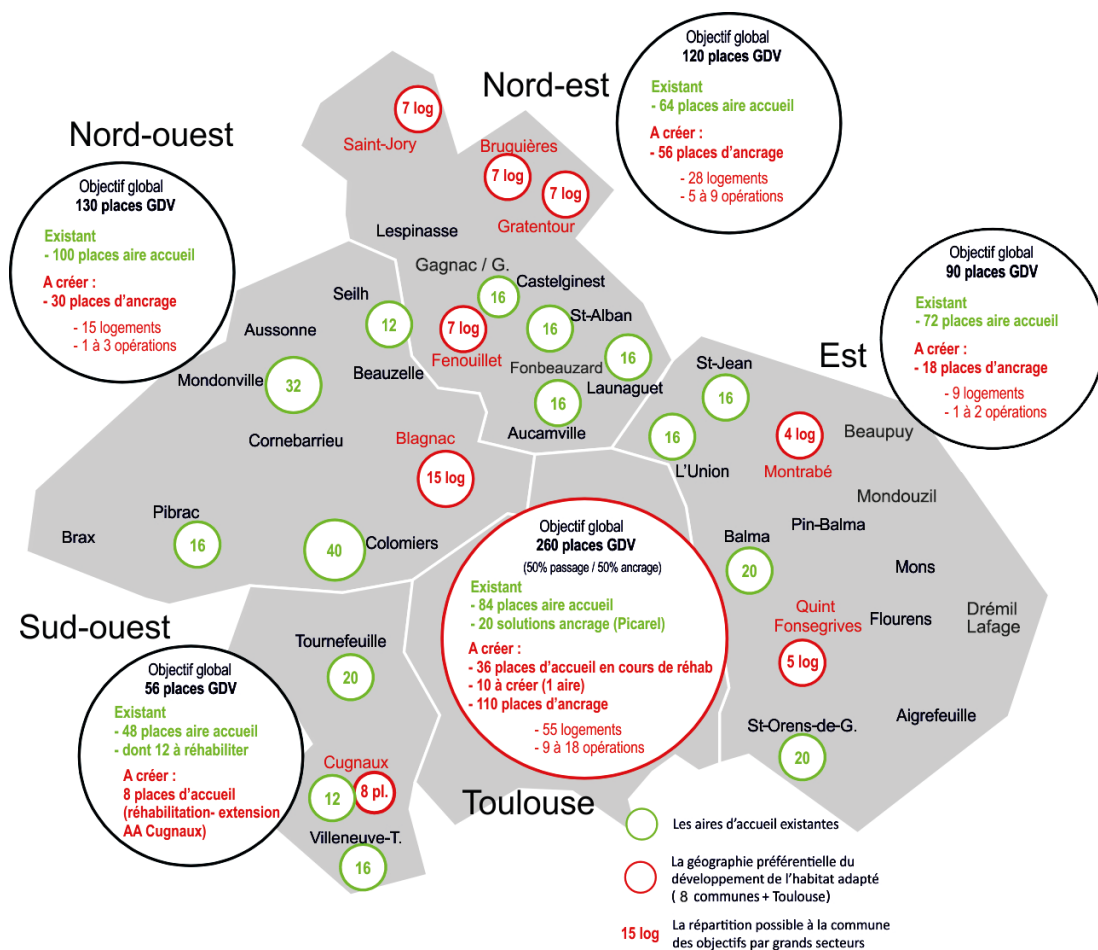 Nord-ouest
Objectif global
130 places GDV
Existant
- 100 places aire accueil
A créer :
- 30 places d'ancrage
- 15 logements
- 1 à 3 opérations
Nord-est
Objectif global
120 places GDV
Existant
- 64 places aire accueil
A créer :
- 56 places d'ancrage
- 28 logements
- 5 à 9 opérations
Est
Objectif global
90 places GDV
Existant
- 72 places aire accueil
A créer :
- 18 places d'ancrage
- 9 logements
- 1 à 2 opérations
7 log
Saint-Jory
Bruguières
7 log
7 log
Gratentour
Lespinasse
Gagnac / G.
Castelginest
16
Seilh
12
7 log
Fenouillet
16
St-Alban
Fonbeauzard
16
Launaguet
16
Aucamville
Aussonne
Mondonville
32
Beauzelle
Cornebarrieu
Blagnac
15 log
Pibrac
16
Brax
40
Colomiers
St-Jean
16
16
L'Union
4 log
Montrabé
Beaupuy
Mondouzil
Pin-Balma
Balma
20
Mons
Quint
Fonsegrives
5 log
Flourens
Drémil
Lafage
Aigrefeuille
St-Orens-de-G.
20
Objectif global
260 places GDV
(50% passage / 50% ancrage)
Existant
- 84 places aire accueil
- 20 solutions ancrage (Picarel)
A créer :
- 36 places d'accueil en cours de réhab
- 10 à créer (1 aire)
- 110 places d'ancrage
- 55 logements
- 9 à 18 opérations
Toulouse
Sud-ouest
Objectif global
56 places GDV
Existant
- 48 places aire accueil
- dont 12 à réhabiliter
A créer :
8 places d'accueil
(réhabilitation- extension
AA Cugnaux)
Tournefeuille
20
Cugnaux
12
8 pl.
Villeneuve-T.
16
Les aires d'accueil existantes
La géographie préférentielle du
développement de l'habitat adapté
( 8 communes + Toulouse)
15 log
La répartition possible à la commune
des objectifs par grands secteurs